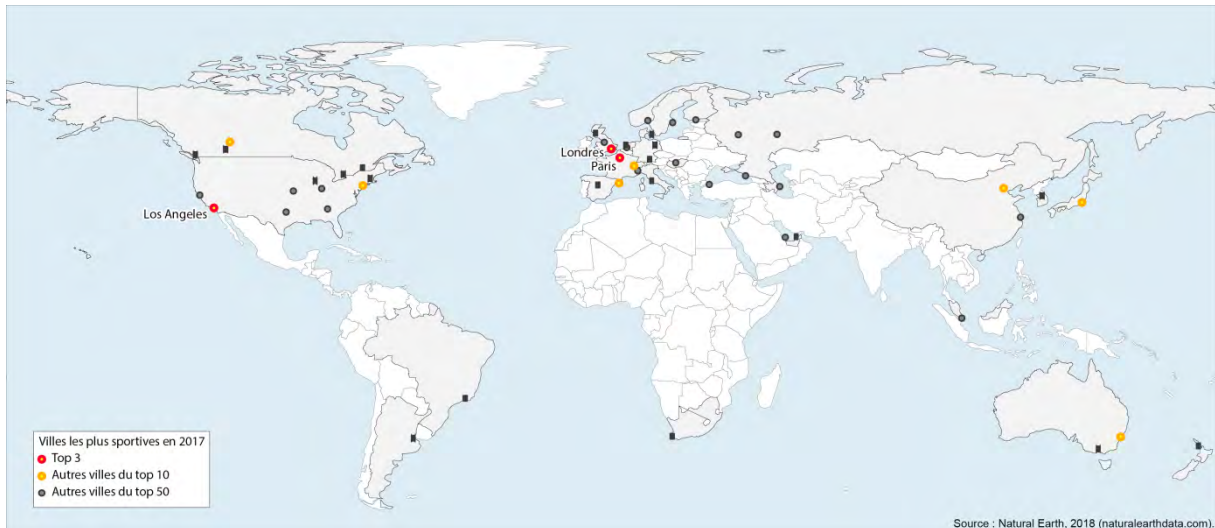 Londres
Paris
Los Angeles
Villes les plus sportives en 2017
Top 3
Autres villes du top 10
Autres villes du top 50
Source : Natural Earth, 2018 (naturalearthdata.com)